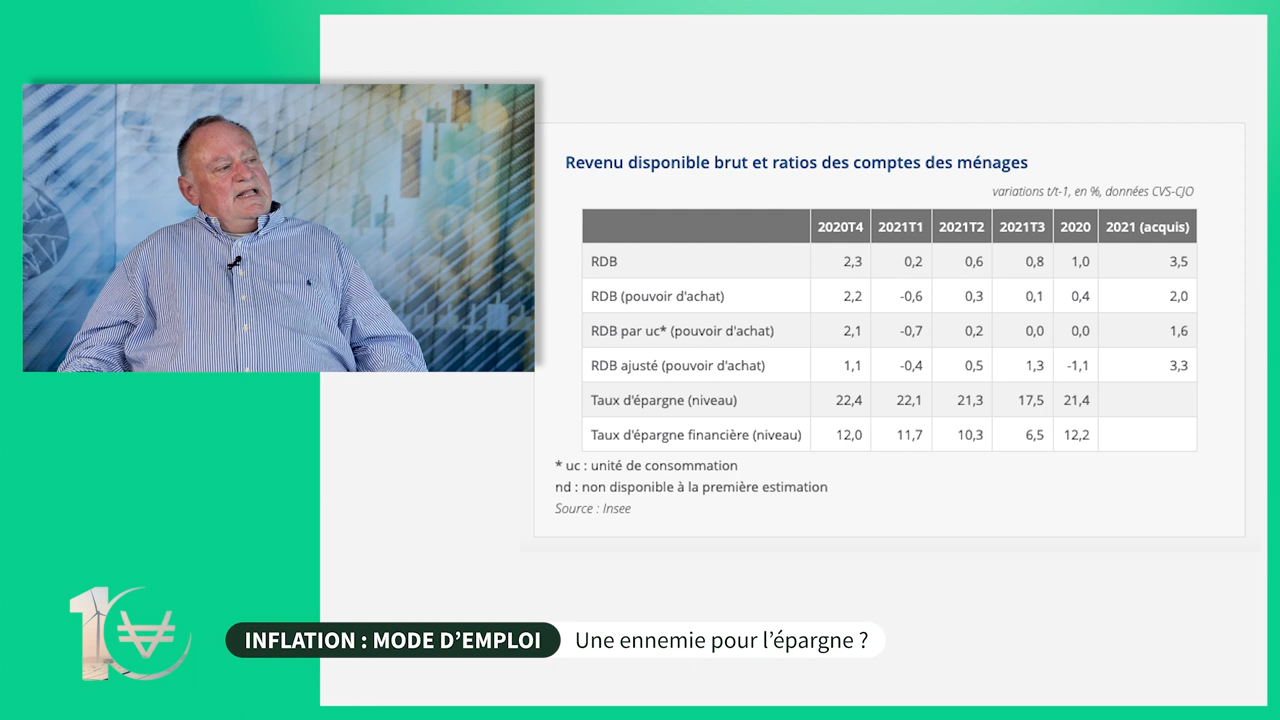 Revenu disponible brut et ratios des comptes des ménages
variations t/t-1, en %, données CVS-CJO
2020T4 2021T1 2021T2 2021T3 2020 2021 (acquis)
RDB 2,3 0,2 0,6 0,8 1,0 3,5
RDB (pouvoir d'achat) 2,2 -0,6 0,3 0,1 0,4 2,0
RDB par uc* (pouvoir d'achat) 2,1 -0,7 0,2 0,0 0,0 1,6
RDB ajusté (pouvoir d'achat) 1,1 -0,4 0,5 1,3 -1,1 3,3
Taux d'épargne (niveau) 22,4 22,1 21,3 17,5 21,4
Taux d'épargne financière (niveau) 12,0 11,7 10,3 6,5 12,2
* uc : unité de consommation
nd : non disponible à la première estimation
Source : Insee
INFLATION : MODE D'EMPLOI Une ennemie pour l'épargne ?